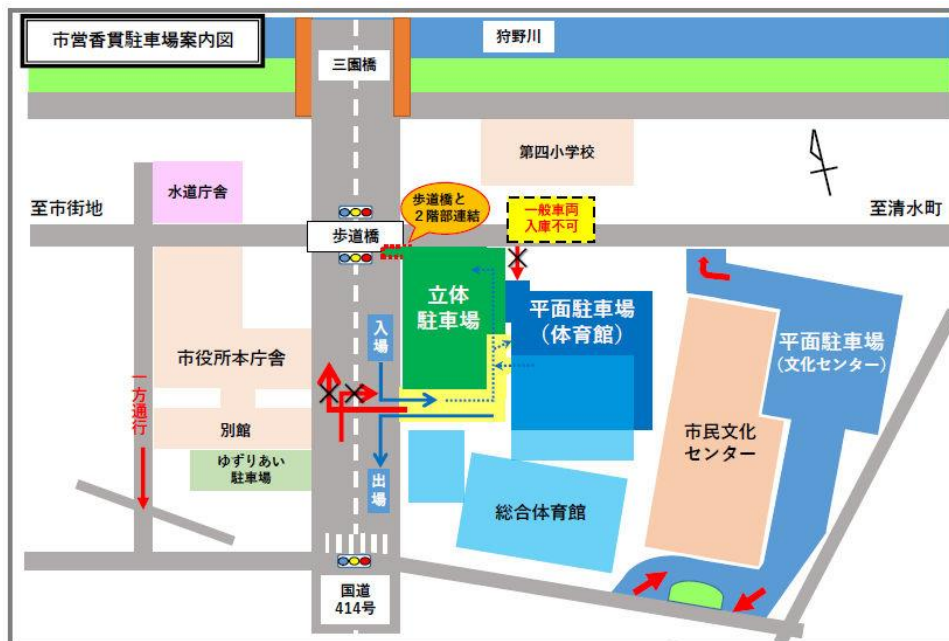 市営香貫駐車場案内図
狩野川
三園橋
第四小学校
水道庁舎
歩道橋と
２階部連結
一般車両
入庫不可
至市街地
至清水町
歩道橋
立体
駐車場
平面駐車場
（体育館）
入場
平面駐車場
（文化センター）
市役所本庁舎
一方通行
別館
市民文化
センター
ゆずりあい
駐車場
出場
総合体育館
国道
414号